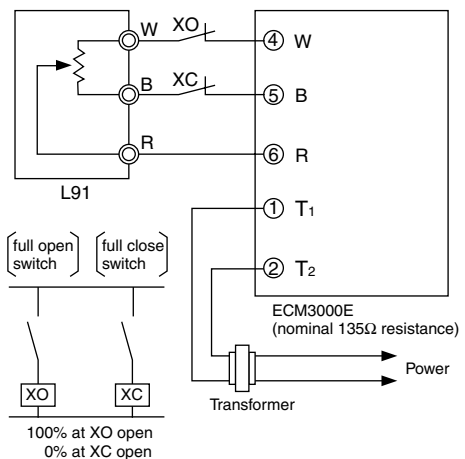 W XO ④ W
B XC ⑤ B
R ⑥ R
L91
① T1
② T2
full open switch
full close switch
ECM3000E
(nominal 135Ω resistance)
Power
Transformer
XO XC
100% at XO open
0% at XC open